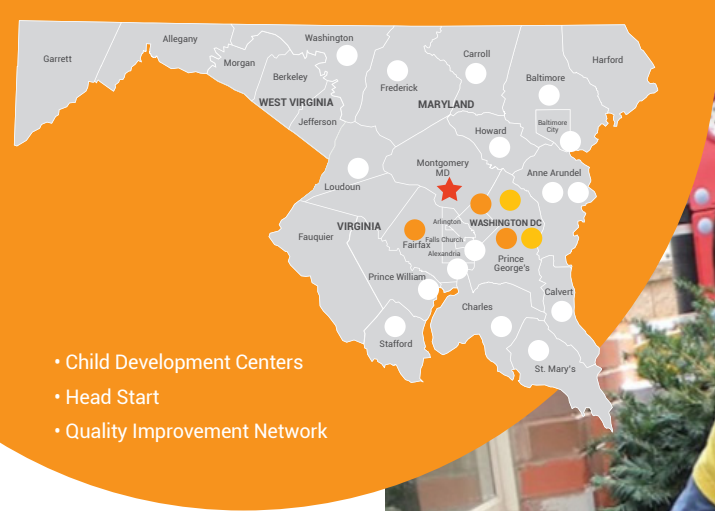 Washington
Allegany
Carroll
Garrett
Morgan
Harford
Berkeley
Baltimore
Frederick
WEST VIRGINIA
MARYLAND
Jefferson
Baltimore
City
Howard
Montgomery
MD
Anne Arundel
Loudoun
Arlington
WASHINGTON DC
VIRGINIA
Fauquier
Fairfax
Falls Church
Alexandria
Prince
George's
Prince William
Calvert
Charles
Stafford
St. Mary's
• Child Development Centers
• Head Start
• Quality Improvement Network